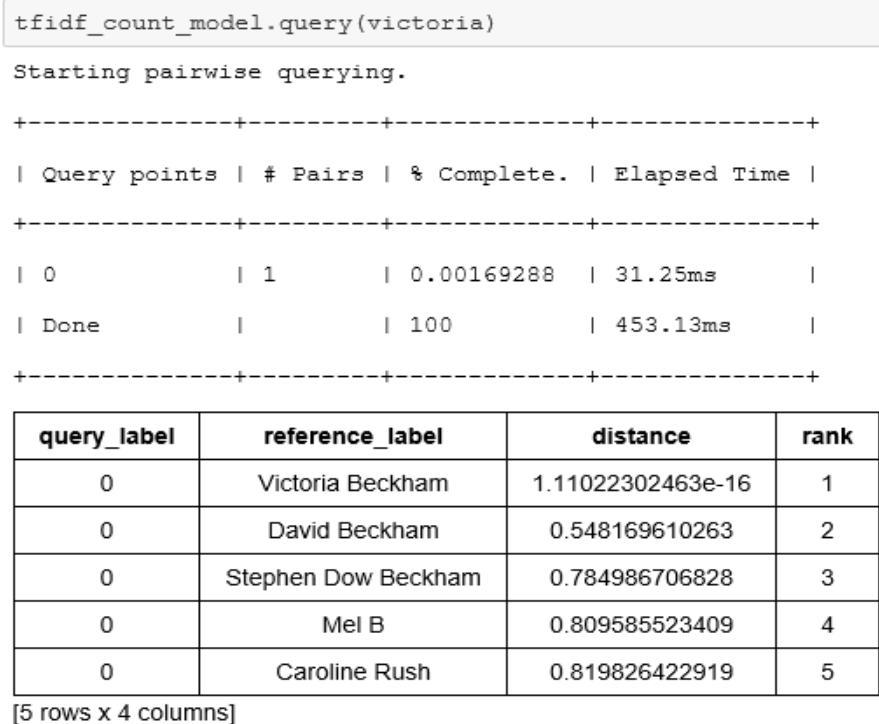 tfidf_count_model.query(victoria)
Starting pairwise querying.
+--------------+---------+-------------+--------------+
| Query points | # Pairs | % Complete. | Elapsed Time |
+--------------+---------+-------------+--------------+
| 0            | 1       | 0.00169288  | 31.25ms      |
| Done         |         | 100         | 453.13ms     |
+--------------+---------+-------------+--------------+
query_label reference_label distance rank
0 Victoria Beckham 1.11022302463e-16 1
0 David Beckham 0.548169610263 2
0 Stephen Dow Beckham 0.784986706828 3
0 Mel B 0.809585523409 4
0 Caroline Rush 0.819826422919 5
[5 rows x 4 columns]